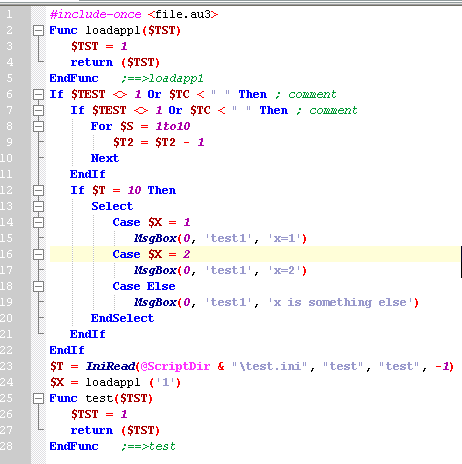 1 #include-once <file.au3>
2 Func loadappl($TST)
3 $TST = 1
4 return ($TST)
5 EndFunc ;==>loadappl
6 If $TEST <> 1 Or $TC < " " Then ; comment
7 If $TEST <> 1 Or $TC < " " Then ; comment
8 For $S = 1to10
9 $T2 = $T2 - 1
10 Next
11 EndIf
12 If $T = 10 Then
13 Select
14 Case $X = 1
15 MsgBox(0, 'test1', 'x=1')
16 Case $X = 2
17 MsgBox(0, 'test1', 'x=2')
18 Case Else
19 MsgBox(0, 'test1', 'x is something else')
20 EndSelect
21 EndIf
22 EndIf
23 $T = IniRead(@ScriptDir & "\test.ini", "test", "test", -1)
24 $X = loadappl ('1')
25 Func test($TST)
26 $TST = 1
27 return ($TST)
28 EndFunc ;==>test